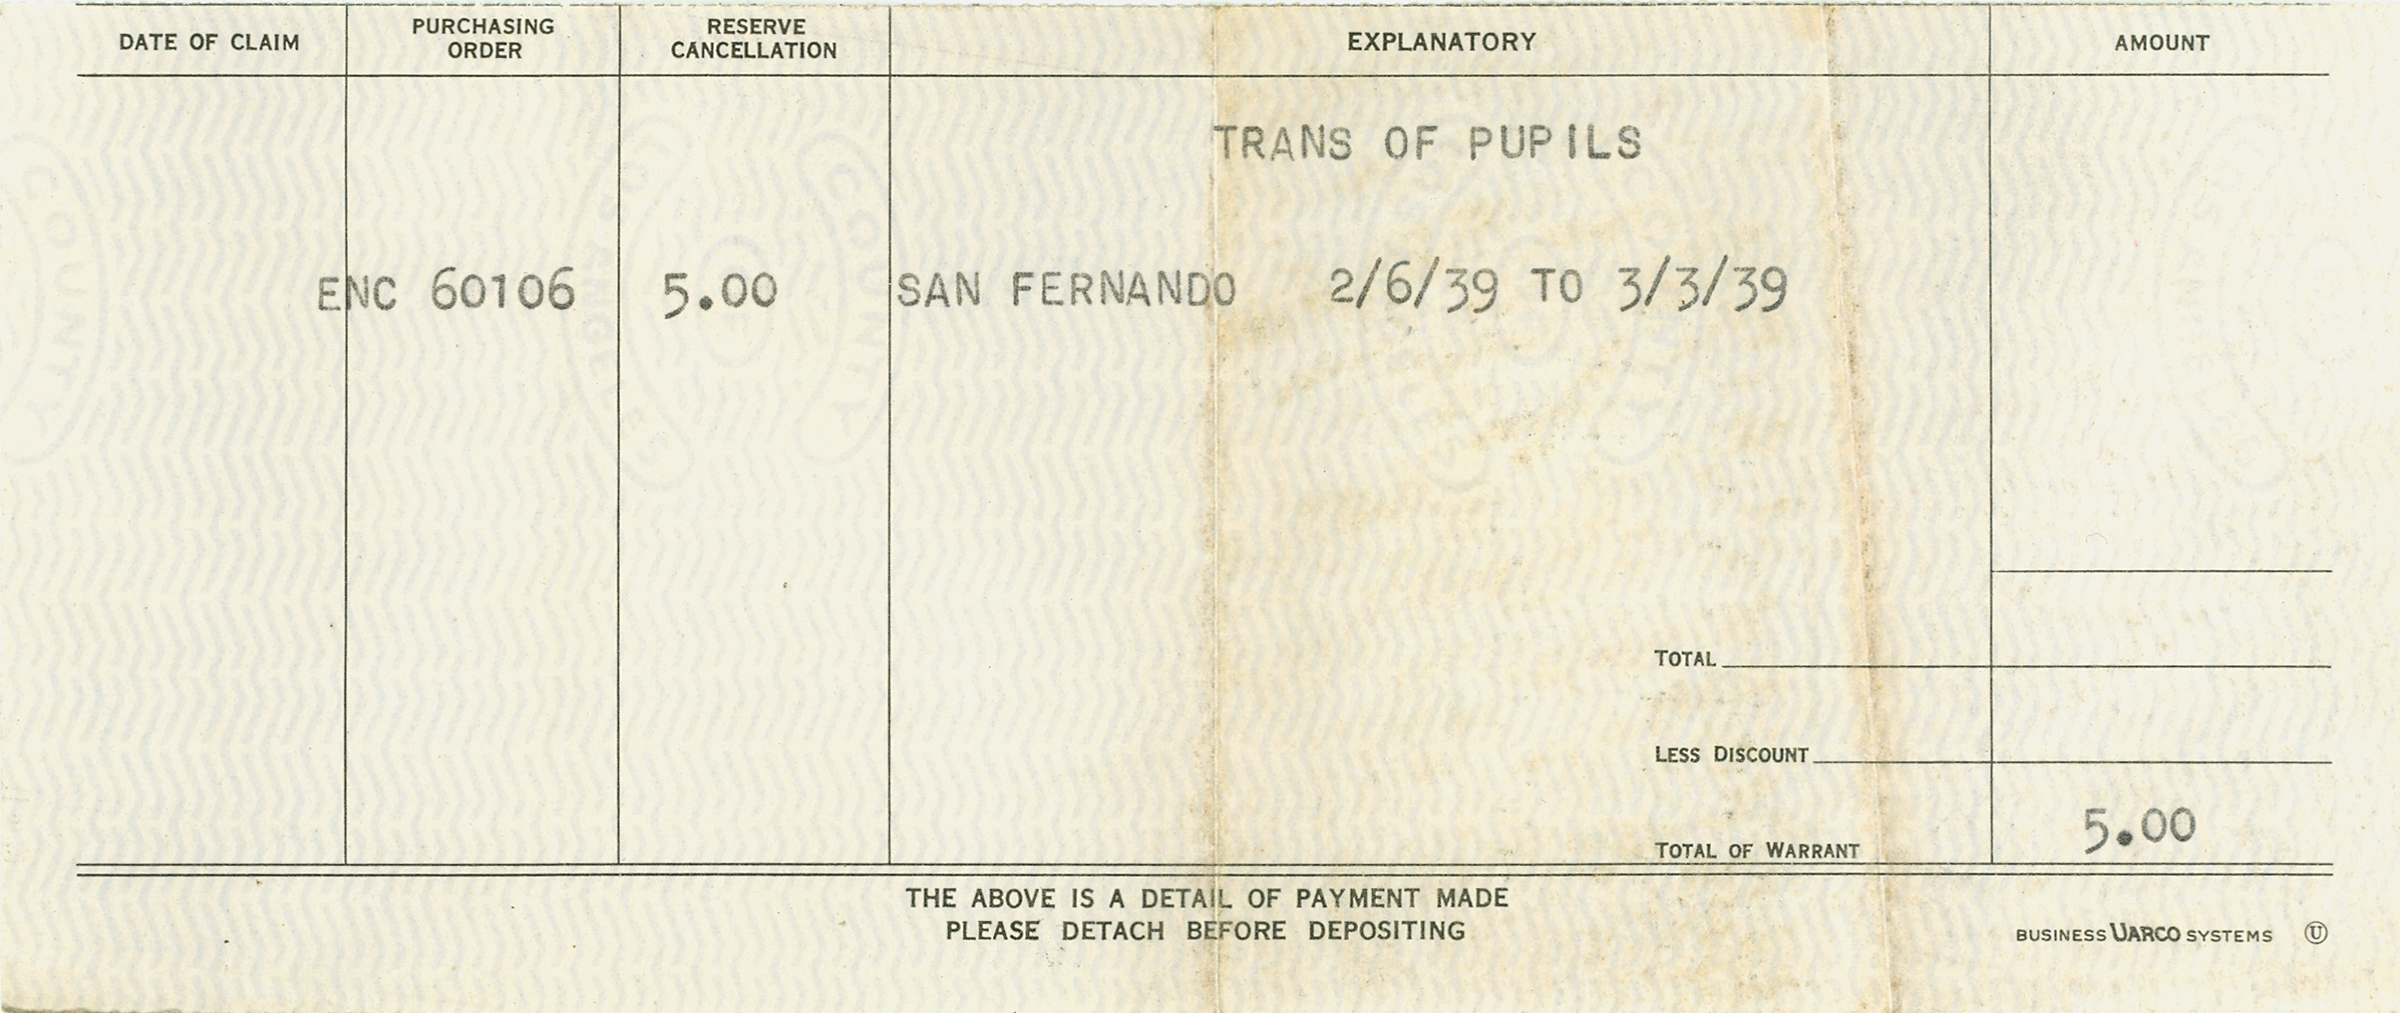 DATE OF CLAIM PURCHASING ORDER RESERVE CANCELLATION EXPLANATORY AMOUNT
TRANS OF PUPILS
ENC 60106 5.00 SAN FERNANDO 2/6/39 TO 3/3/39
TOTAL
LESS DISCOUNT
TOTAL OF WARRANT 5.00
THE ABOVE IS A DETAIL OF PAYMENT MADE
PLEASE DETACH BEFORE DEPOSITING
BUSINESS UARCO SYSTEMS U